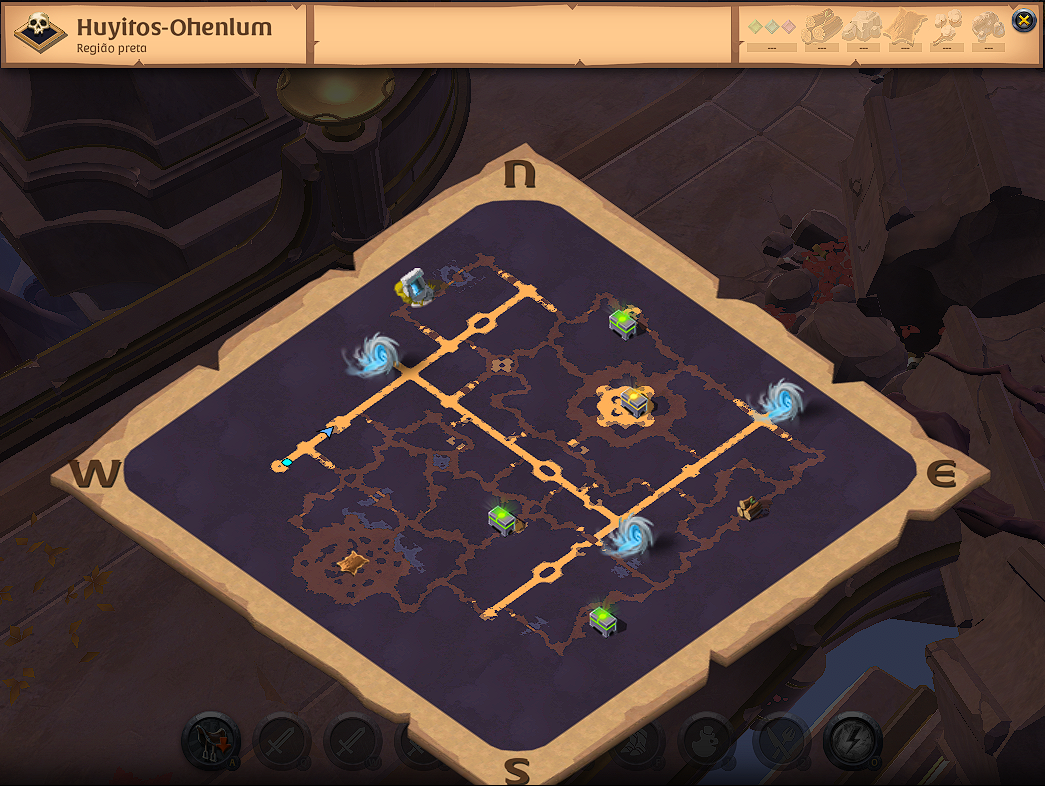 Huyitos-Ohenlum
Região preta
--- --- --- --- --- ---
N
W
E
S
A